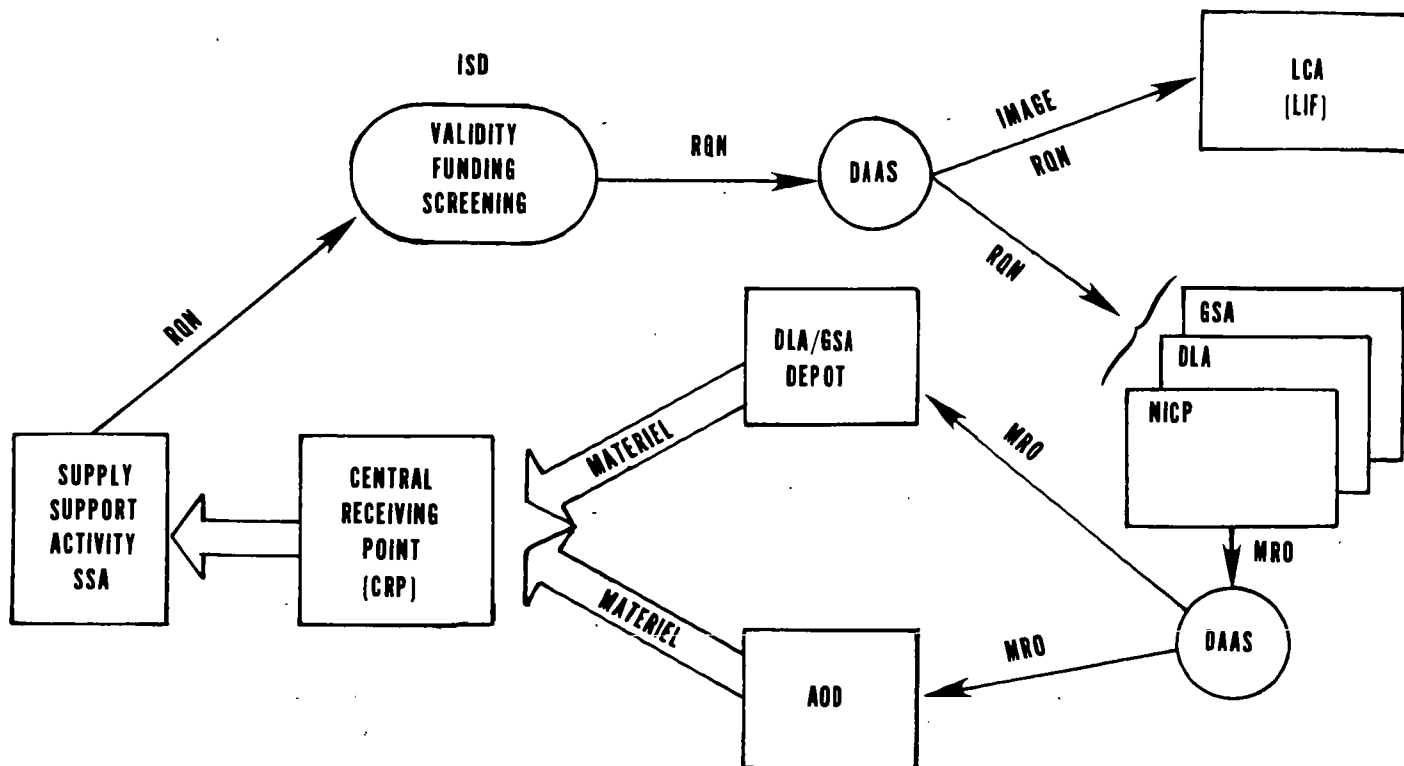 ISD
VALIDITY
FUNDING
SCREENING
RQN
RQN
DAAS
IMAGE
RQN
LCA
(LIF)
RQN
GSA
DLA
NICP
MRO
DAAS
MRO
MRO
DLA/GSA
DEPOT
AOD
MATERIEL
MATERIEL
CENTRAL
RECEIVING
POINT
(CRP)
SUPPLY
SUPPORT
ACTIVITY
SSA